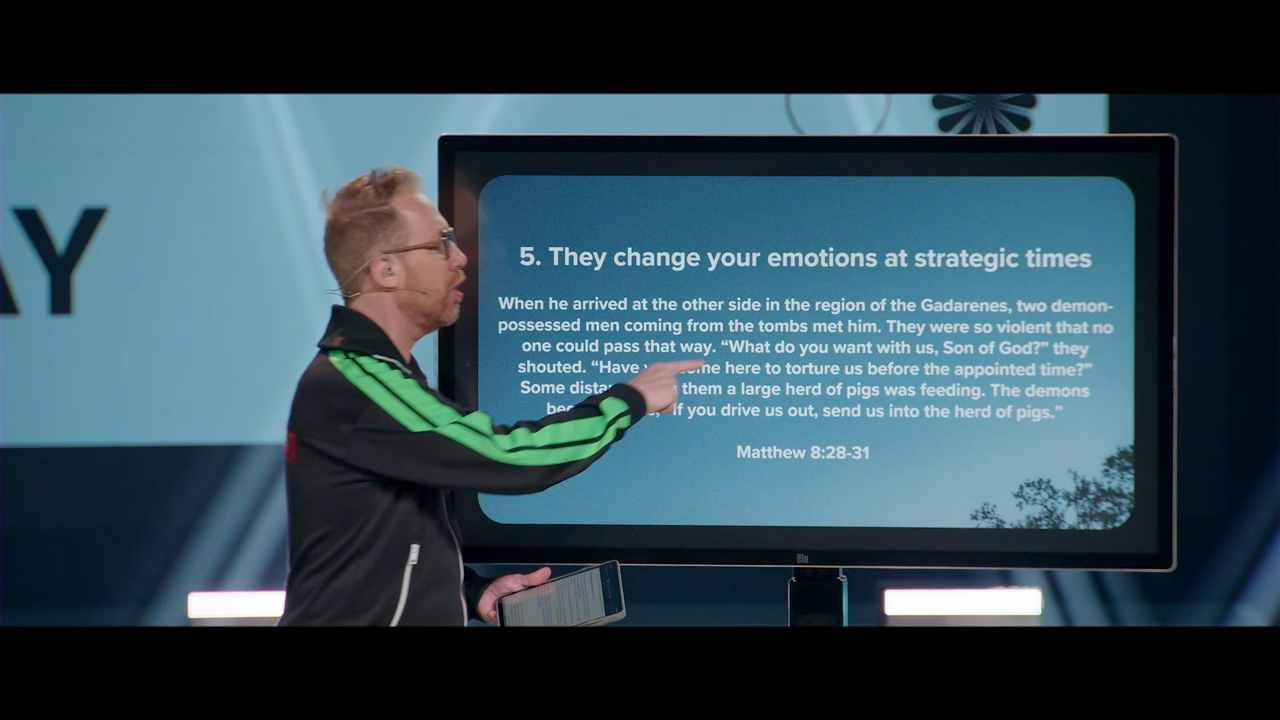 AY
5. They change your emotions at strategic times
When he arrived at the other side in the region of the Gadarenes, two demon-
possessed men coming from the tombs met him. They were so violent that no
one could pass that way. “What do you want with us, Son of God?” they
shouted. “Have here to torture us before the appointed time?”
Some them a large herd of pigs was feeding. The demons
“If you drive us out, send us into the herd of pigs.”
Matthew 8:28-31
elo